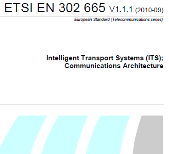 ETSI EN 302 665 V1.1.1 (2010-09)
European Standard (Telecommunications series)
Intelligent Transport Systems (ITS);
Communications Architecture